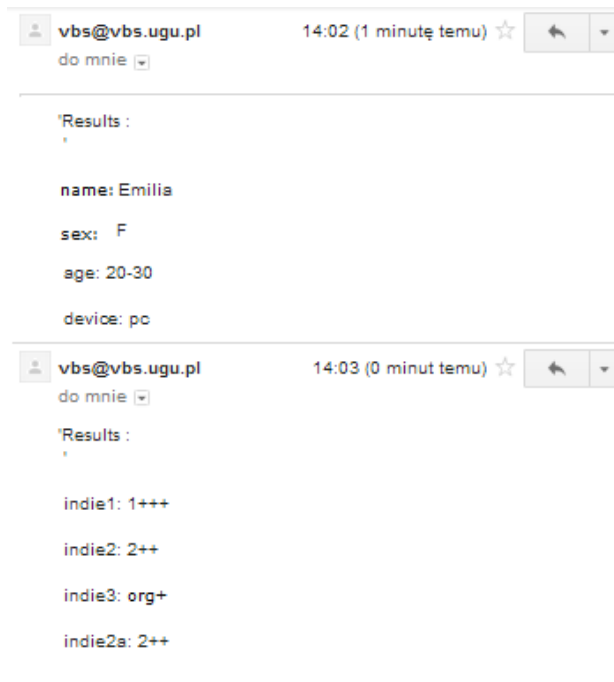 vbs@vbs.ugu.pl 14:02 (1 minutę temu)
do mnie
'Results :
'
name: Emilia
sex: F
age: 20-30
device: pc
vbs@vbs.ugu.pl 14:03 (0 minut temu)
do mnie
'Results :
'
indie1: 1+++
indie2: 2++
indie3: org+
indie2a: 2++